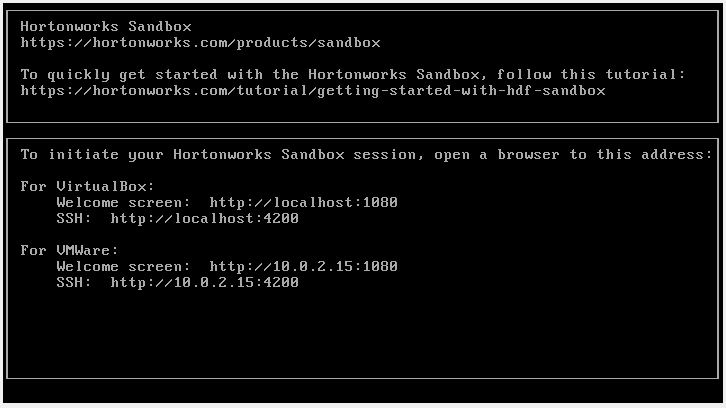 Hortonworks Sandbox
https://hortonworks.com/products/sandbox
To quickly get started with the Hortonworks Sandbox, follow this tutorial:
https://hortonworks.com/tutorial/getting-started-with-hdf-sandbox
To initiate your Hortonworks Sandbox session, open a browser to this address:
For VirtualBox:
Welcome screen: http://localhost:1080
SSH: http://localhost:4200
For VMWare:
Welcome screen: http://10.0.2.15:1080
SSH: http://10.0.2.15:4200